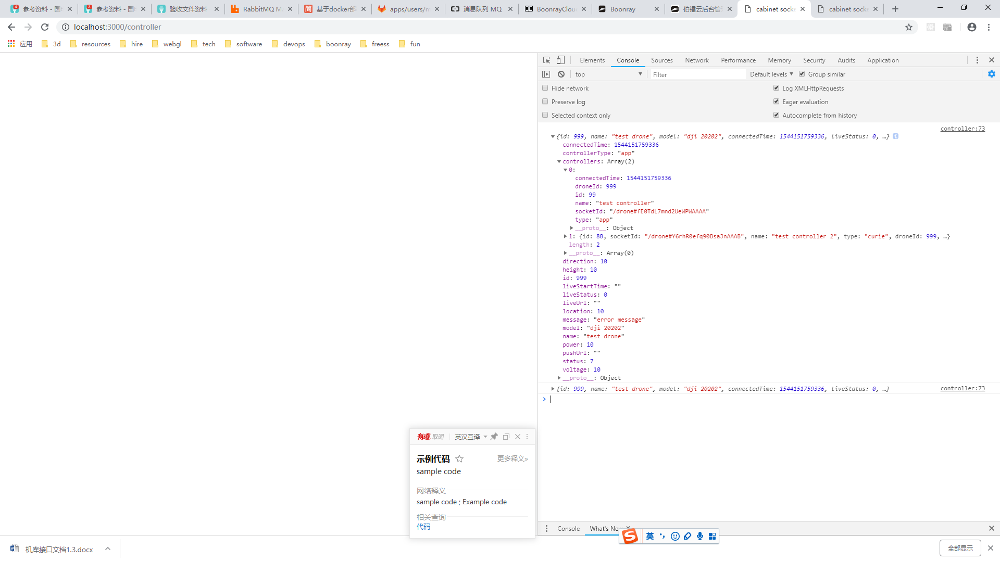 参考资料 - 国
参考资料 - 国
验收文件资料
RabbitMQ M
基于docker部
apps/users/m
消息队列 MQ
BoonrayClou
Boonray
伯镭云后台管
cabinet socke
cabinet socke
localhost:3000/controller
应用 3d resources hire webgl tech software devops boonray freess fun
Elements Console Sources Network Performance Memory Security Audits Application
top Filter Default levels Group similar
Hide network Log XMLHttpRequests
Preserve log Eager evaluation
Selected context only Autocomplete from history
controller:73
{id: 999, name: "test drone", model: "dji 20202", connectedTime: 1544151759336, liveStatus: 0, …}
connectedTime: 1544151759336
controllerType: "app"
controllers: Array(2)
0:
connectedTime: 1544151759336
droneId: 999
id: 99
name: "test controller"
socketId: "/drone#fE0TdL7mnd2UeWPWAAAA"
type: "app"
__proto__: Object
1: {id: 88, socketId: "/drone#Y6rhR0efq90BsaJnAAAB", name: "test controller 2", type: "curie", droneId: 999, …}
length: 2
__proto__: Array(0)
direction: 10
height: 10
id: 999
liveStartTime: ""
liveStatus: 0
liveUrl: ""
location: 10
message: "error message"
model: "dji 20202"
name: "test drone"
power: 10
pushUrl: ""
status: 7
voltage: 10
__proto__: Object
{id: 999, name: "test drone", model: "dji 20202", connectedTime: 1544151759336, liveStatus: 0, …} controller:73
有道 取词 英汉互译
示例代码 更多释义»
sample code
网络释义
sample code ; Example code
相关查询
代码
Console What's New
英
机库接口文档1.3.docx 全部显示